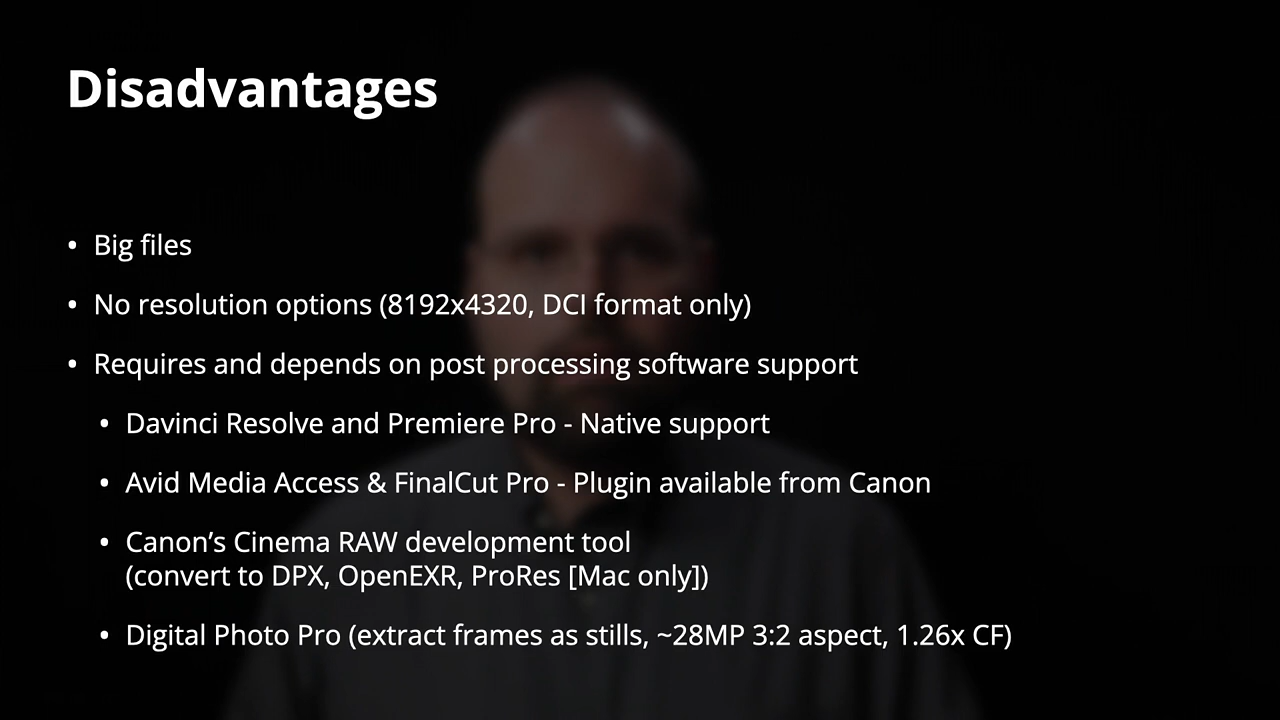 Disadvantages
• Big files
• No resolution options (8192x4320, DCI format only)
• Requires and depends on post processing software support
• Davinci Resolve and Premiere Pro - Native support
• Avid Media Access & FinalCut Pro - Plugin available from Canon
• Canon’s Cinema RAW development tool
(convert to DPX, OpenEXR, ProRes [Mac only])
• Digital Photo Pro (extract frames as stills, ~28MP 3:2 aspect, 1.26x CF)